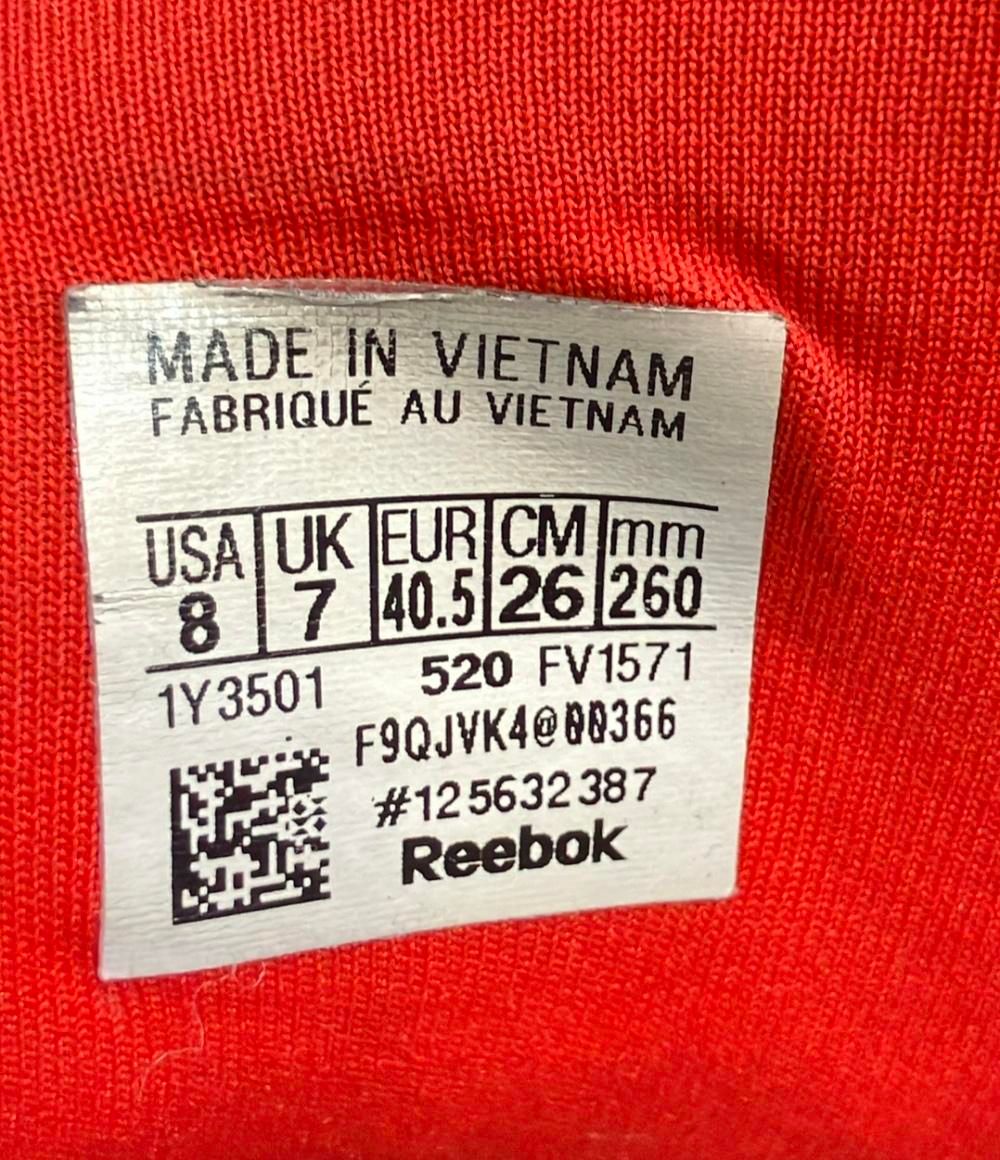 MADE IN VIETNAM
FABRIQUÉ AU VIETNAM
USA UK EUR CM mm
8 7 40.5 26 260
1Y3501 520 FV1571
F9QJVK4@00366
#125632387
Reebok